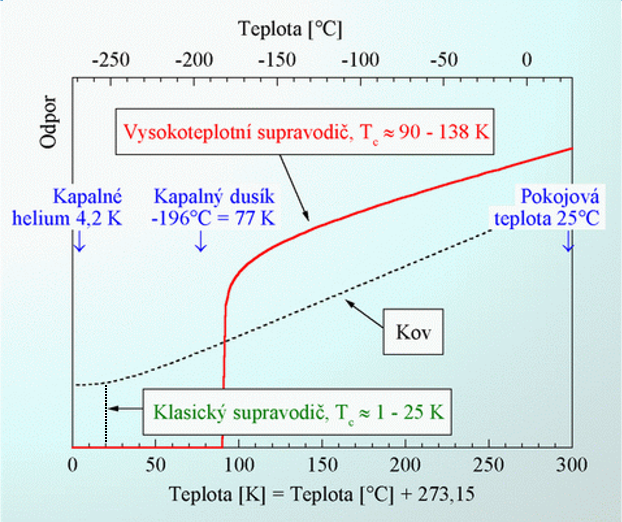 Teplota [°C]
-250 -200 -150 -100 -50 0
Odpor
Vysokoteplotní supravodič, Tc ≈ 90 - 138 K
Kapalné
helium 4,2 K
Kapalný dusík
-196°C = 77 K
Pokojová
teplota 25°C
Kov
Klasický supravodič, Tc ≈ 1 - 25 K
0 50 100 150 200 250 300
Teplota [K] = Teplota [°C] + 273,15